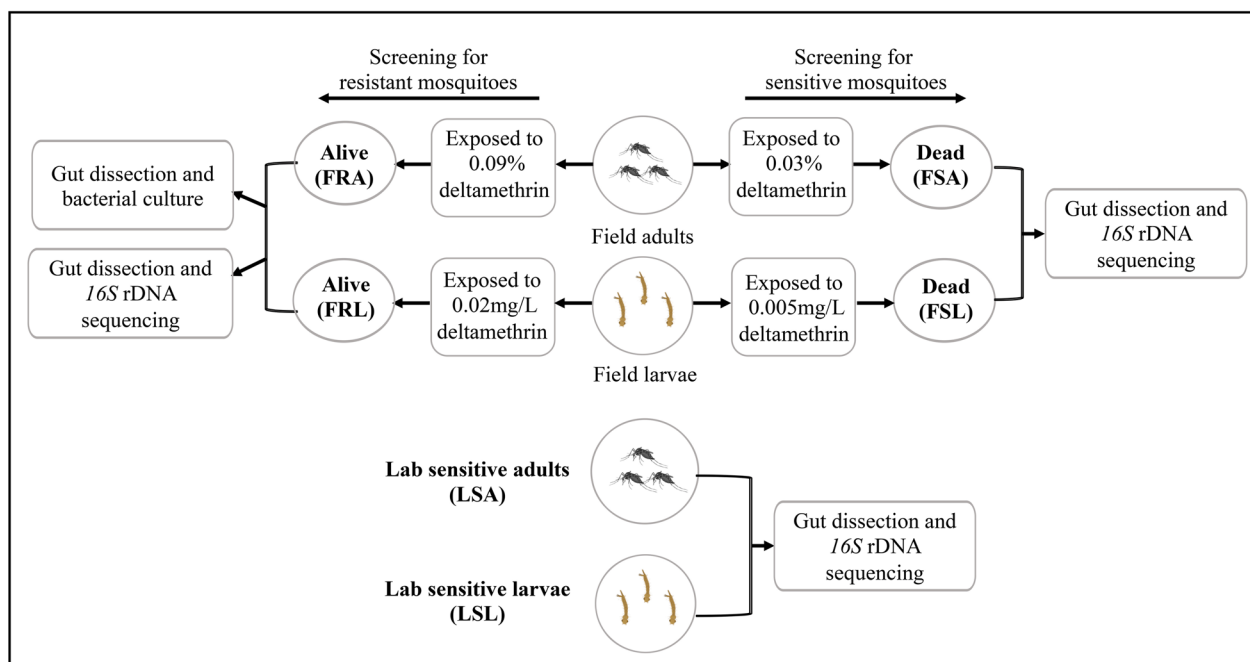 Screening for
resistant mosquitoes
Screening for
sensitive mosquitoes
Gut dissection and
bacterial culture
Gut dissection and
16S rDNA
sequencing
Alive
(FRA)
Exposed to
0.09%
deltamethrin
Field adults
Exposed to
0.03%
deltamethrin
Dead
(FSA)
Alive
(FRL)
Exposed to
0.02mg/L
deltamethrin
Field larvae
Exposed to
0.005mg/L
deltamethrin
Dead
(FSL)
Gut dissection and
16S rDNA
sequencing
Lab sensitive adults
(LSA)
Lab sensitive larvae
(LSL)
Gut dissection and
16S rDNA
sequencing